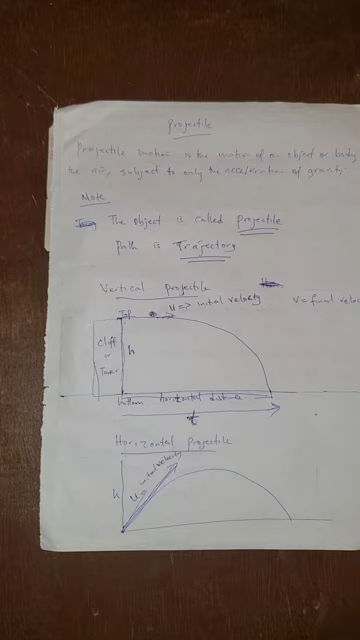 Projectile
Projectile motion is the motion of an object or body
the air, subject to only the acceleration of gravity.
Note
The object is called projectile
path is Trajectory
Vertical projectile
u => initial velocity
V = final veloc
Top
Cliff
or
Tower
h
bottom horizontal distance
t
Horizontal projectile
u => initial velocity
h